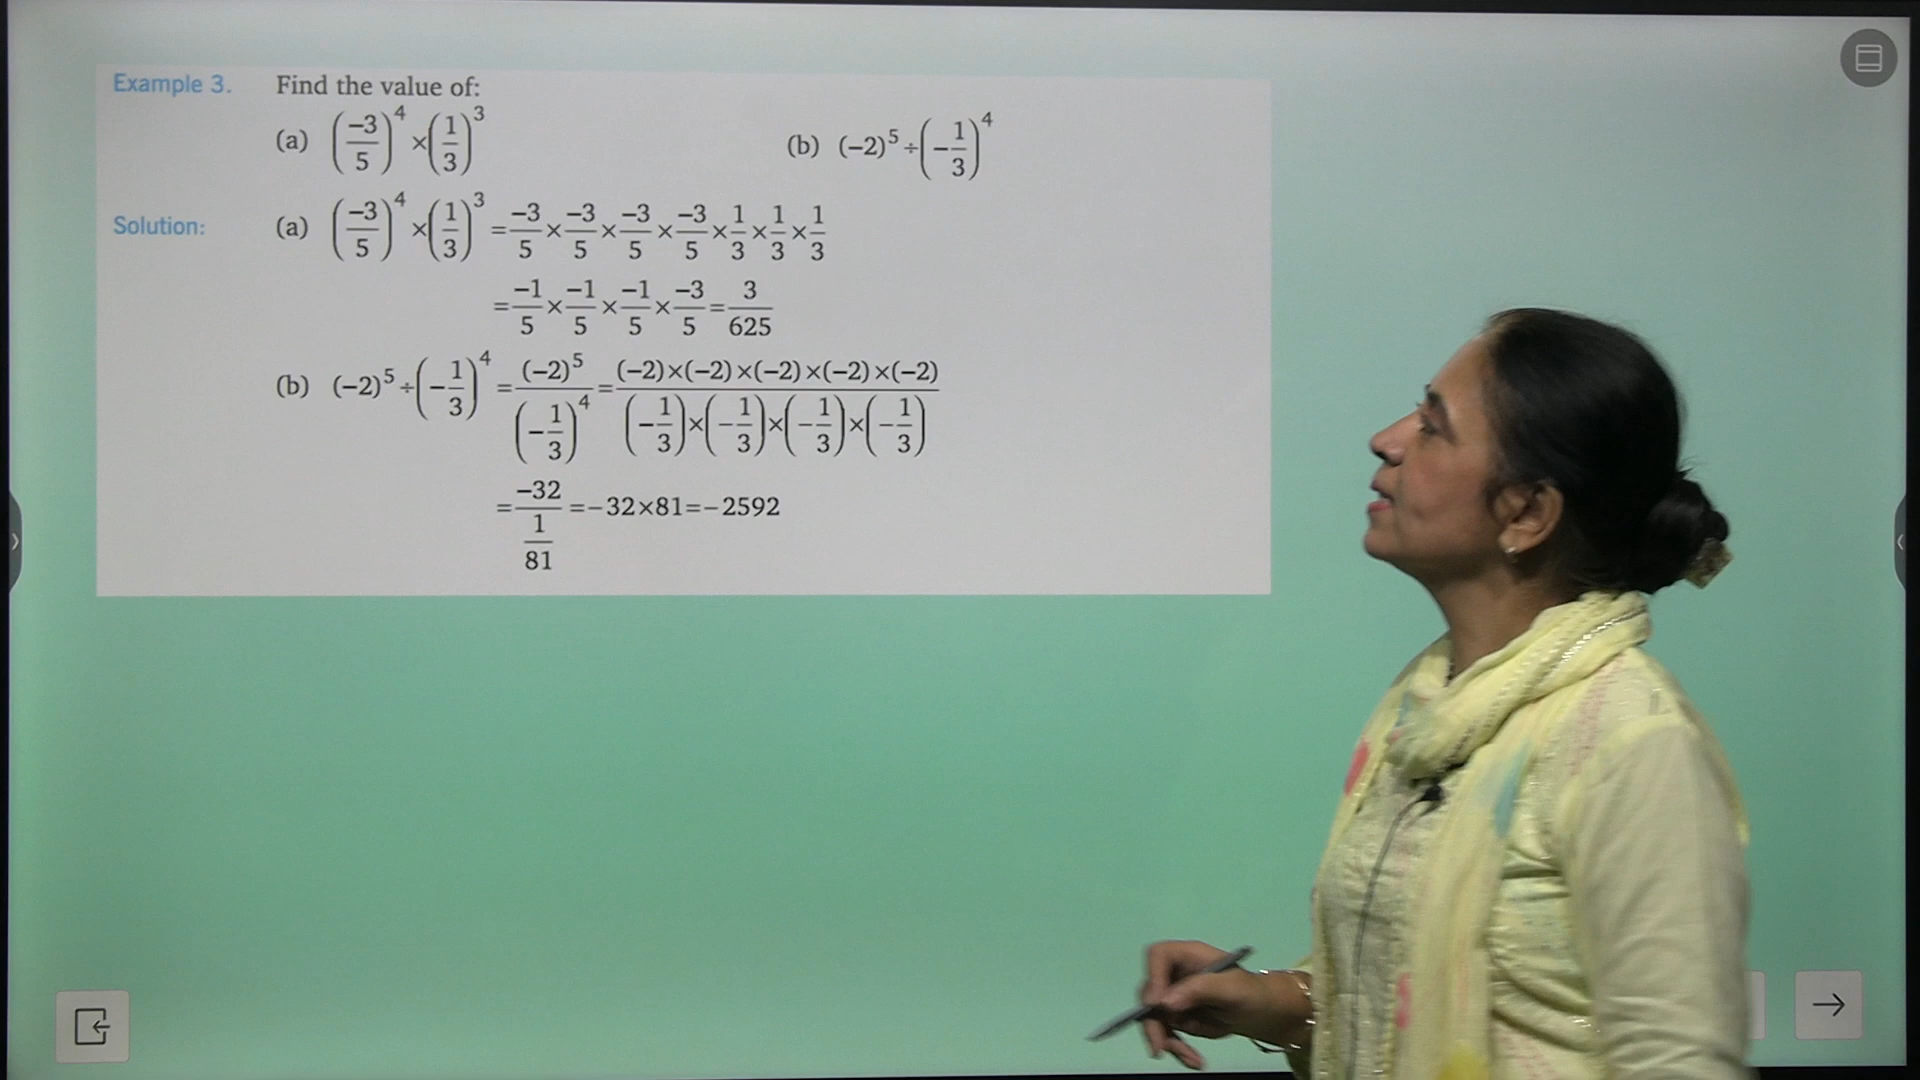 Example 3. Find the value of:
(a) (−3/5)⁴ × (1/3)³ (b) (−2)⁵ ÷ (−1/3)⁴
Solution: (a) (−3/5)⁴ × (1/3)³ = −3/5 × −3/5 × −3/5 × −3/5 × 1/3 × 1/3 × 1/3
= −1/5 × −1/5 × −1/5 × −3/5 = 3/625
(b) (−2)⁵ ÷ (−1/3)⁴ = (−2)⁵/(−1/3)⁴ = (−2)×(−2)×(−2)×(−2)×(−2)/(−1/3)×(−1/3)×(−1/3)×(−1/3)
= −32/(1/81) = −32×81=−2592